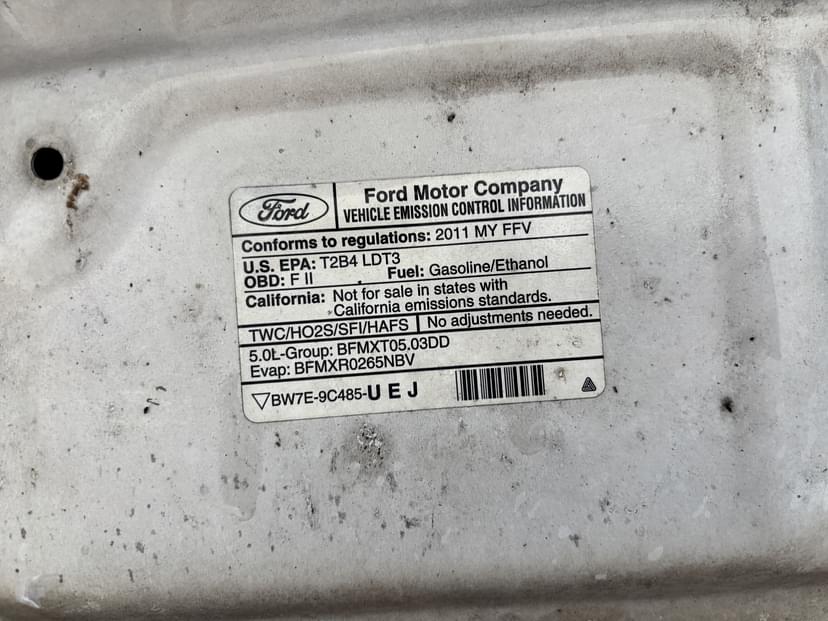 Ford
Ford Motor Company
VEHICLE EMISSION CONTROL INFORMATION
Conforms to regulations: 2011 MY FFV
U.S. EPA: T2B4 LDT3
OBD: F II Fuel: Gasoline/Ethanol
California: Not for sale in states with
California emissions standards.
TWC/HO2S/SFI/HAFS No adjustments needed.
5.0L-Group: BFMXT05.03DD
Evap: BFMXR0265NBV
BW7E-9C485-U E J